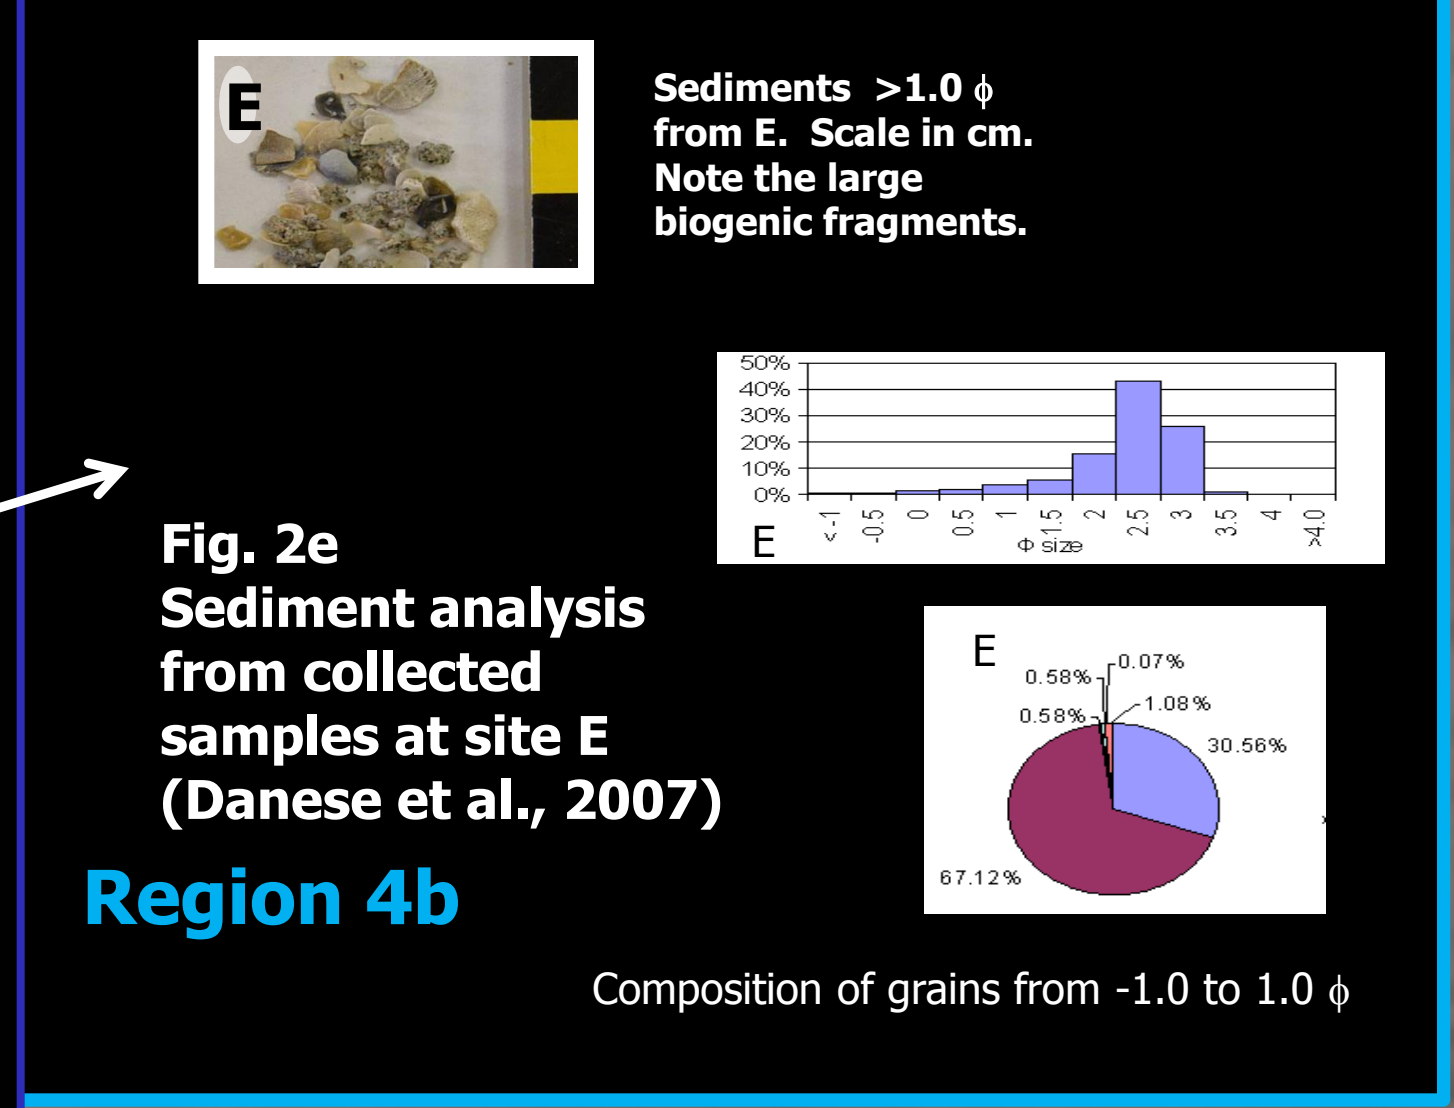 E
Sediments >1.0 ϕ
from E. Scale in cm.
Note the large
biogenic fragments.
50%
40%
30%
20%
10%
0%
< -1
-0.5
0
0.5
1
1.5
2
2.5
3
3.5
4
>4.0
Φ size
E
Fig. 2e
Sediment analysis
from collected
samples at site E
(Danese et al., 2007)
E
0.07%
0.58%
1.08%
0.58%
30.56%
67.12%
Region 4b
Composition of grains from -1.0 to 1.0 ϕ